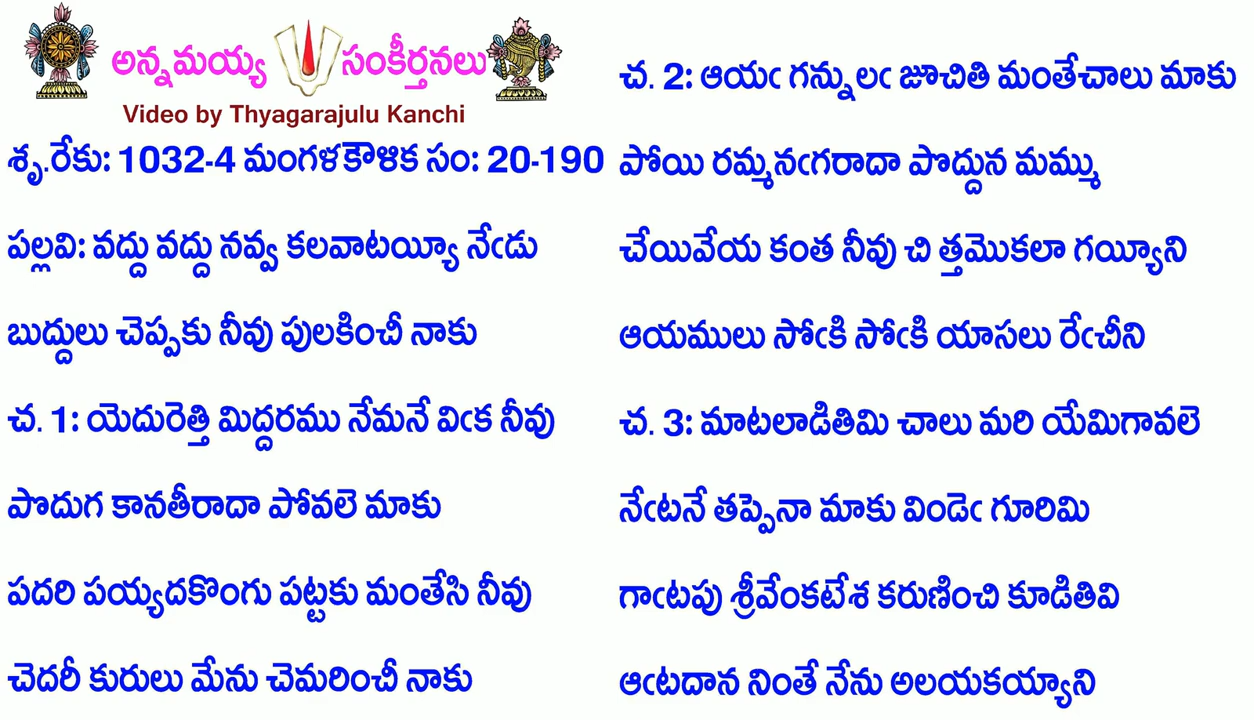 అన్నమయ్య సంకీర్తనలు
Video by Thyagarajulu Kanchi
శృ.రేకు: 1032-4 మంగళకౌళిక సం: 20-190
పల్లవి: వద్దు వద్దు నవ్వ కలవాటయ్యీ నేఁడు
బుద్దులు చెప్పకు నీవు పులకించీ నాకు
చ. 1: యెదురెత్తి మిద్దరము నేమనే విఁక నీవు
పొదుగ కానతీరాదా పోవలె మాకు
పదరి పయ్యదకొంగు పట్టకు మంతేసి నీవు
చెదరీ కురులు మేను చెమరించీ నాకు
చ. 2: ఆయఁ గన్నులఁ జూచితి మంతేచాలు మాకు
పోయి రమ్మనఁగరాదా పొద్దున మమ్ము
చేయివేయ కంత నీవు చి త్తమొకలా గయ్యీని
ఆయములు సోఁకి సోఁకి యాసలు రేఁచీని
చ. 3: మాటలాడితిమి చాలు మరి యేమిగావలె
నేఁటనే తప్పెనా మాకు విండెఁ గూరిమి
గాఁటపు శ్రీవేంకటేశ కరుణించి కూడితివి
ఆఁటదాన నింతే నేను అలయకయ్యాని